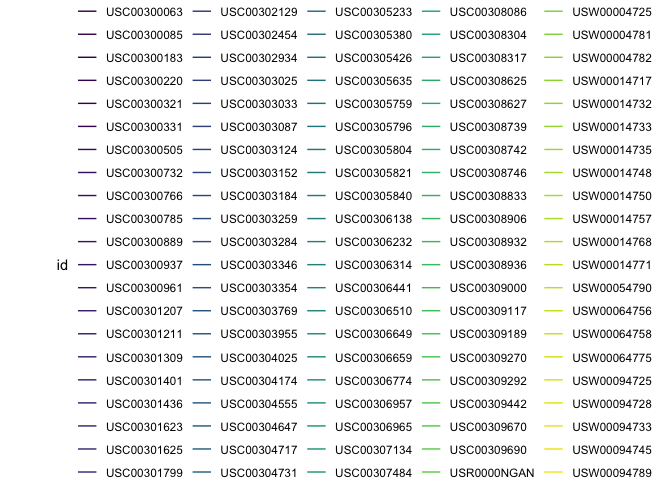 USC00300063 USC00302129 USC00305233 USC00308086 USW00004725
USC00300085 USC00302454 USC00305380 USC00308304 USW00004781
USC00300183 USC00302934 USC00305426 USC00308317 USW00004782
USC00300220 USC00303025 USC00305635 USC00308625 USW00014717
USC00300321 USC00303033 USC00305759 USC00308627 USW00014732
USC00300331 USC00303087 USC00305796 USC00308739 USW00014733
USC00300505 USC00303124 USC00305804 USC00308742 USW00014735
USC00300732 USC00303152 USC00305821 USC00308746 USW00014748
USC00300766 USC00303184 USC00305840 USC00308833 USW00014750
USC00300785 USC00303259 USC00306138 USC00308906 USW00014757
USC00300889 USC00303284 USC00306232 USC00308932 USW00014768
id USC00300937 USC00303346 USC00306314 USC00308936 USW00014771
USC00300961 USC00303354 USC00306441 USC00309000 USW00054790
USC00301207 USC00303769 USC00306510 USC00309117 USW00064756
USC00301211 USC00303955 USC00306649 USC00309189 USW00064758
USC00301309 USC00304025 USC00306659 USC00309270 USW00064775
USC00301401 USC00304174 USC00306774 USC00309292 USW00094725
USC00301436 USC00304555 USC00306957 USC00309442 USW00094728
USC00301623 USC00304647 USC00306965 USC00309670 USW00094733
USC00301625 USC00304717 USC00307134 USC00309690 USW00094745
USC00301799 USC00304731 USC00307484 USR0000NGAN USW00094789